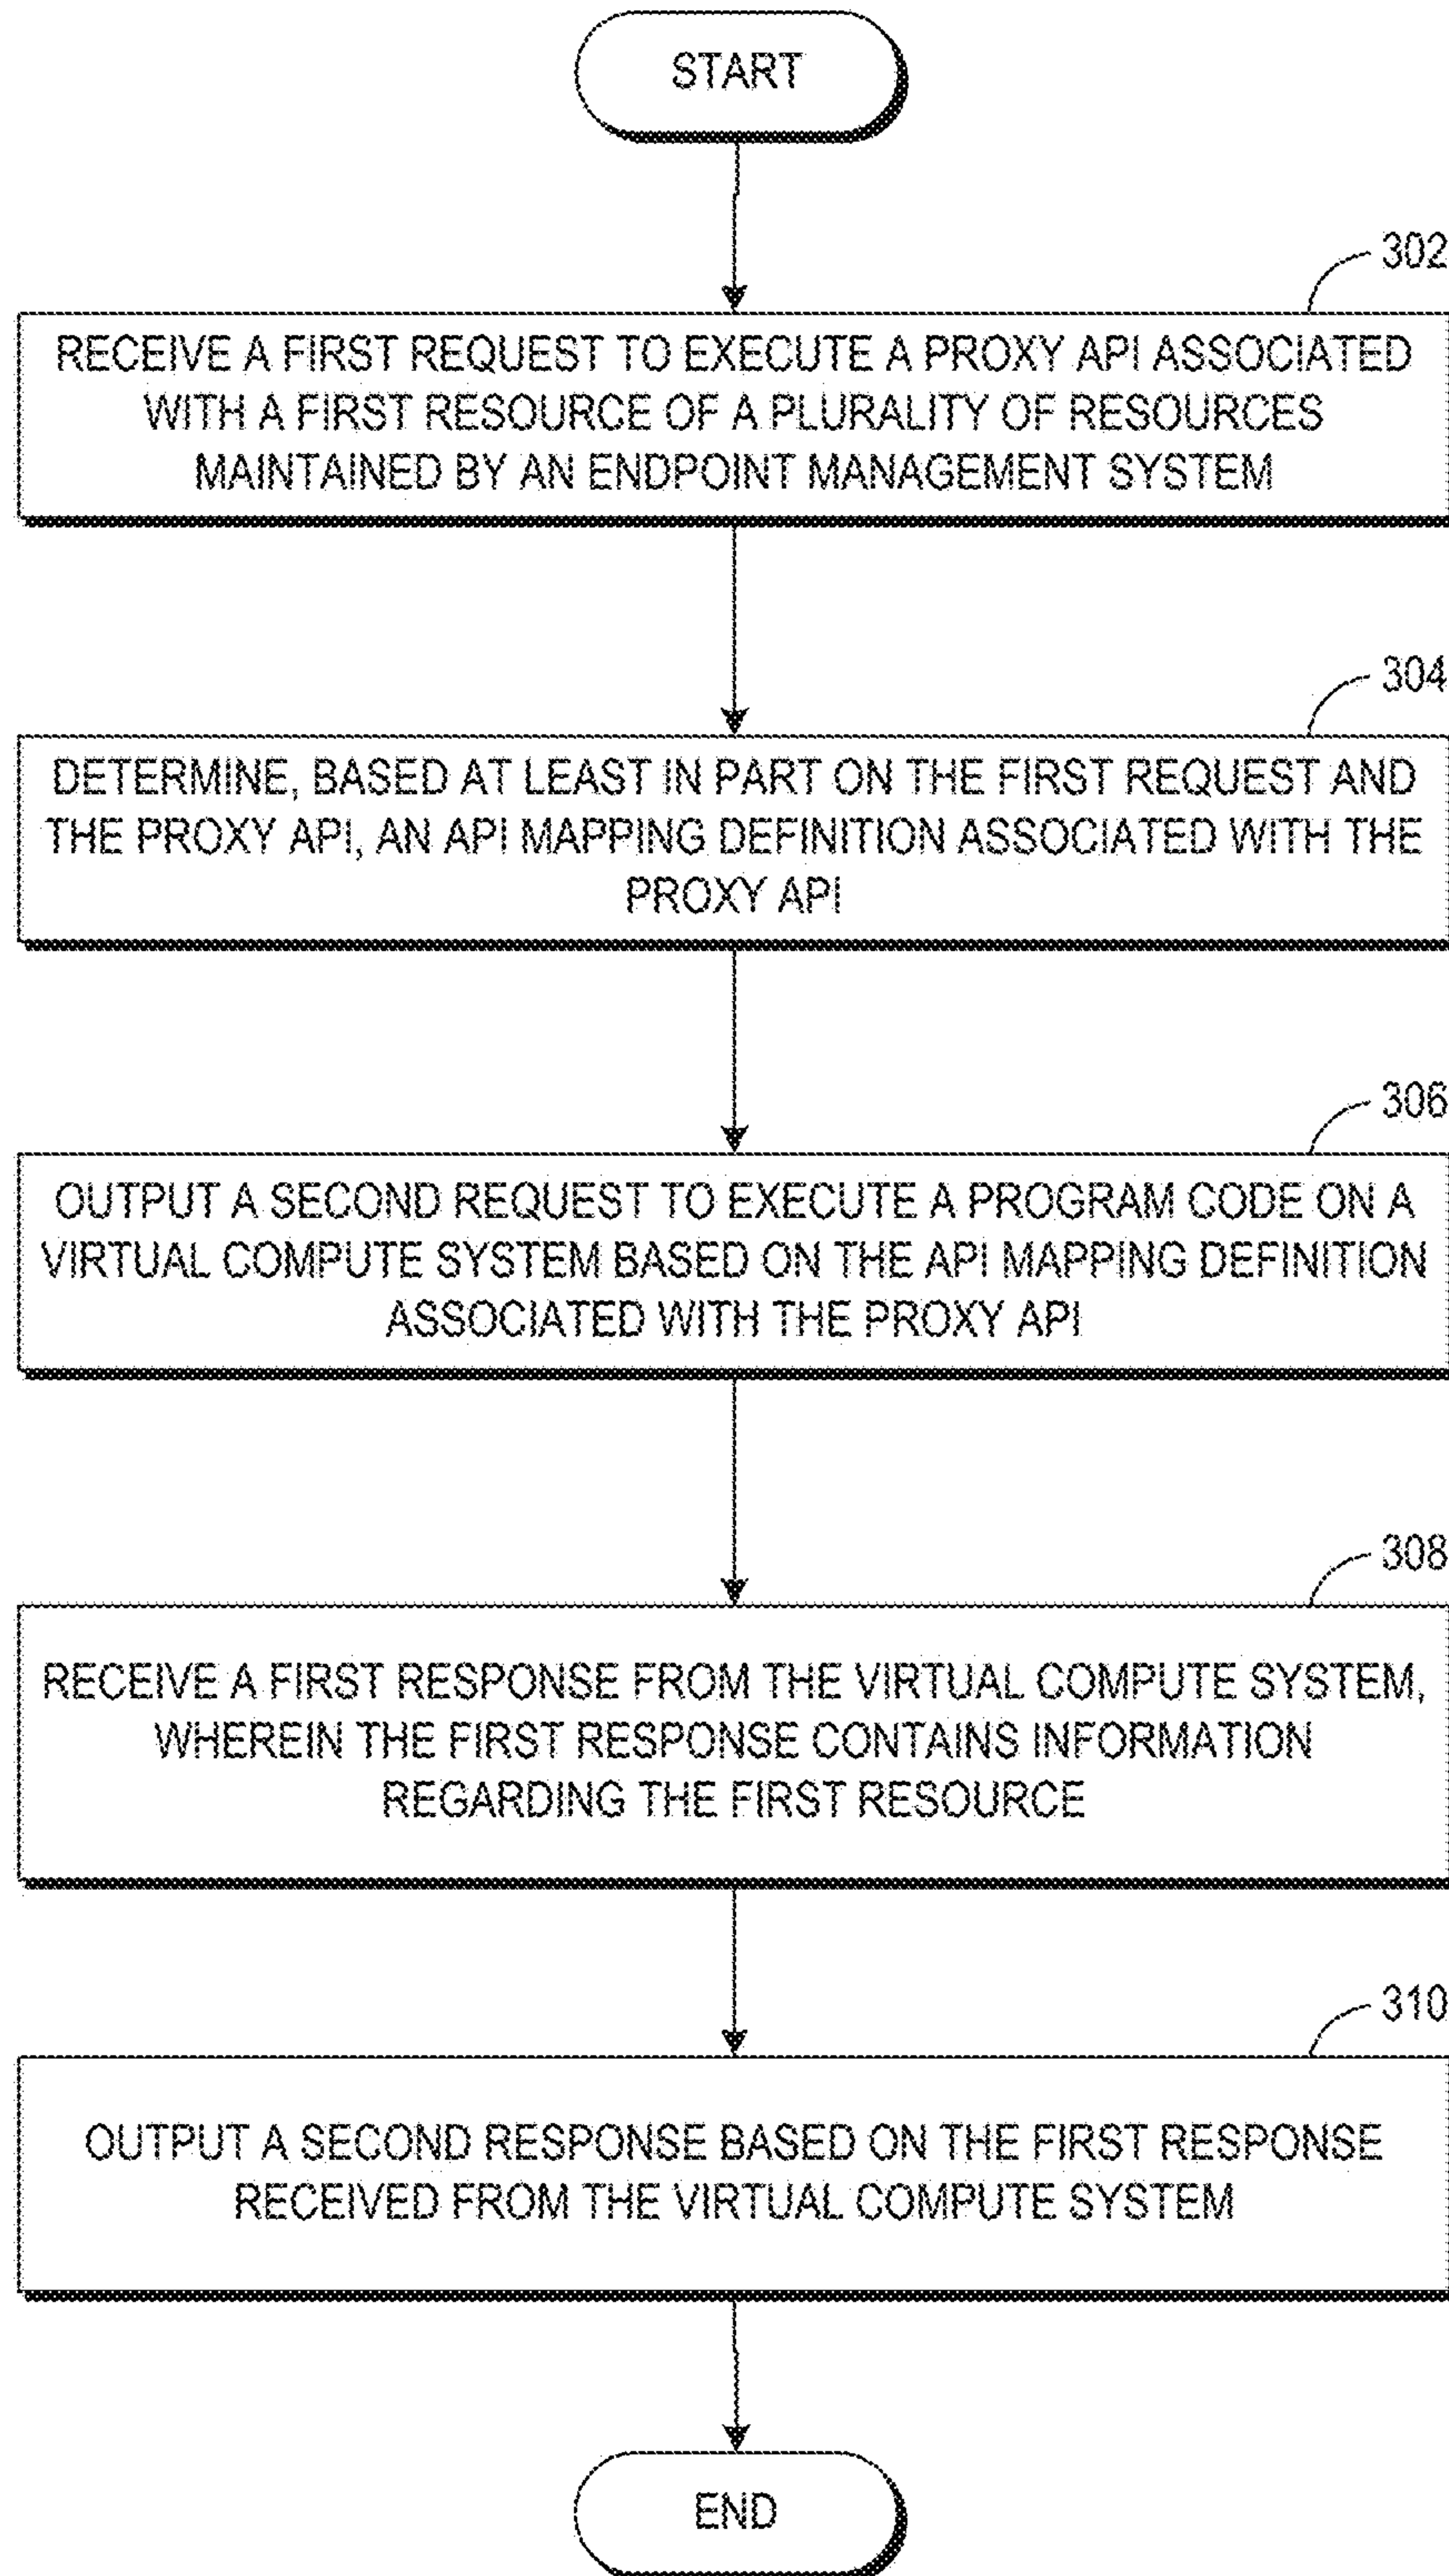 START
302
RECEIVE A FIRST REQUEST TO EXECUTE A PROXY API ASSOCIATED
WITH A FIRST RESOURCE OF A PLURALITY OF RESOURCES
MAINTAINED BY AN ENDPOINT MANAGEMENT SYSTEM
304
DETERMINE, BASED AT LEAST IN PART ON THE FIRST REQUEST AND
THE PROXY API, AN API MAPPING DEFINITION ASSOCIATED WITH THE
PROXY API
306
OUTPUT A SECOND REQUEST TO EXECUTE A PROGRAM CODE ON A
VIRTUAL COMPUTE SYSTEM BASED ON THE API MAPPING DEFINITION
ASSOCIATED WITH THE PROXY API
308
RECEIVE A FIRST RESPONSE FROM THE VIRTUAL COMPUTE SYSTEM,
WHEREIN THE FIRST RESPONSE CONTAINS INFORMATION
REGARDING THE FIRST RESOURCE
310
OUTPUT A SECOND RESPONSE BASED ON THE FIRST RESPONSE
RECEIVED FROM THE VIRTUAL COMPUTE SYSTEM
END